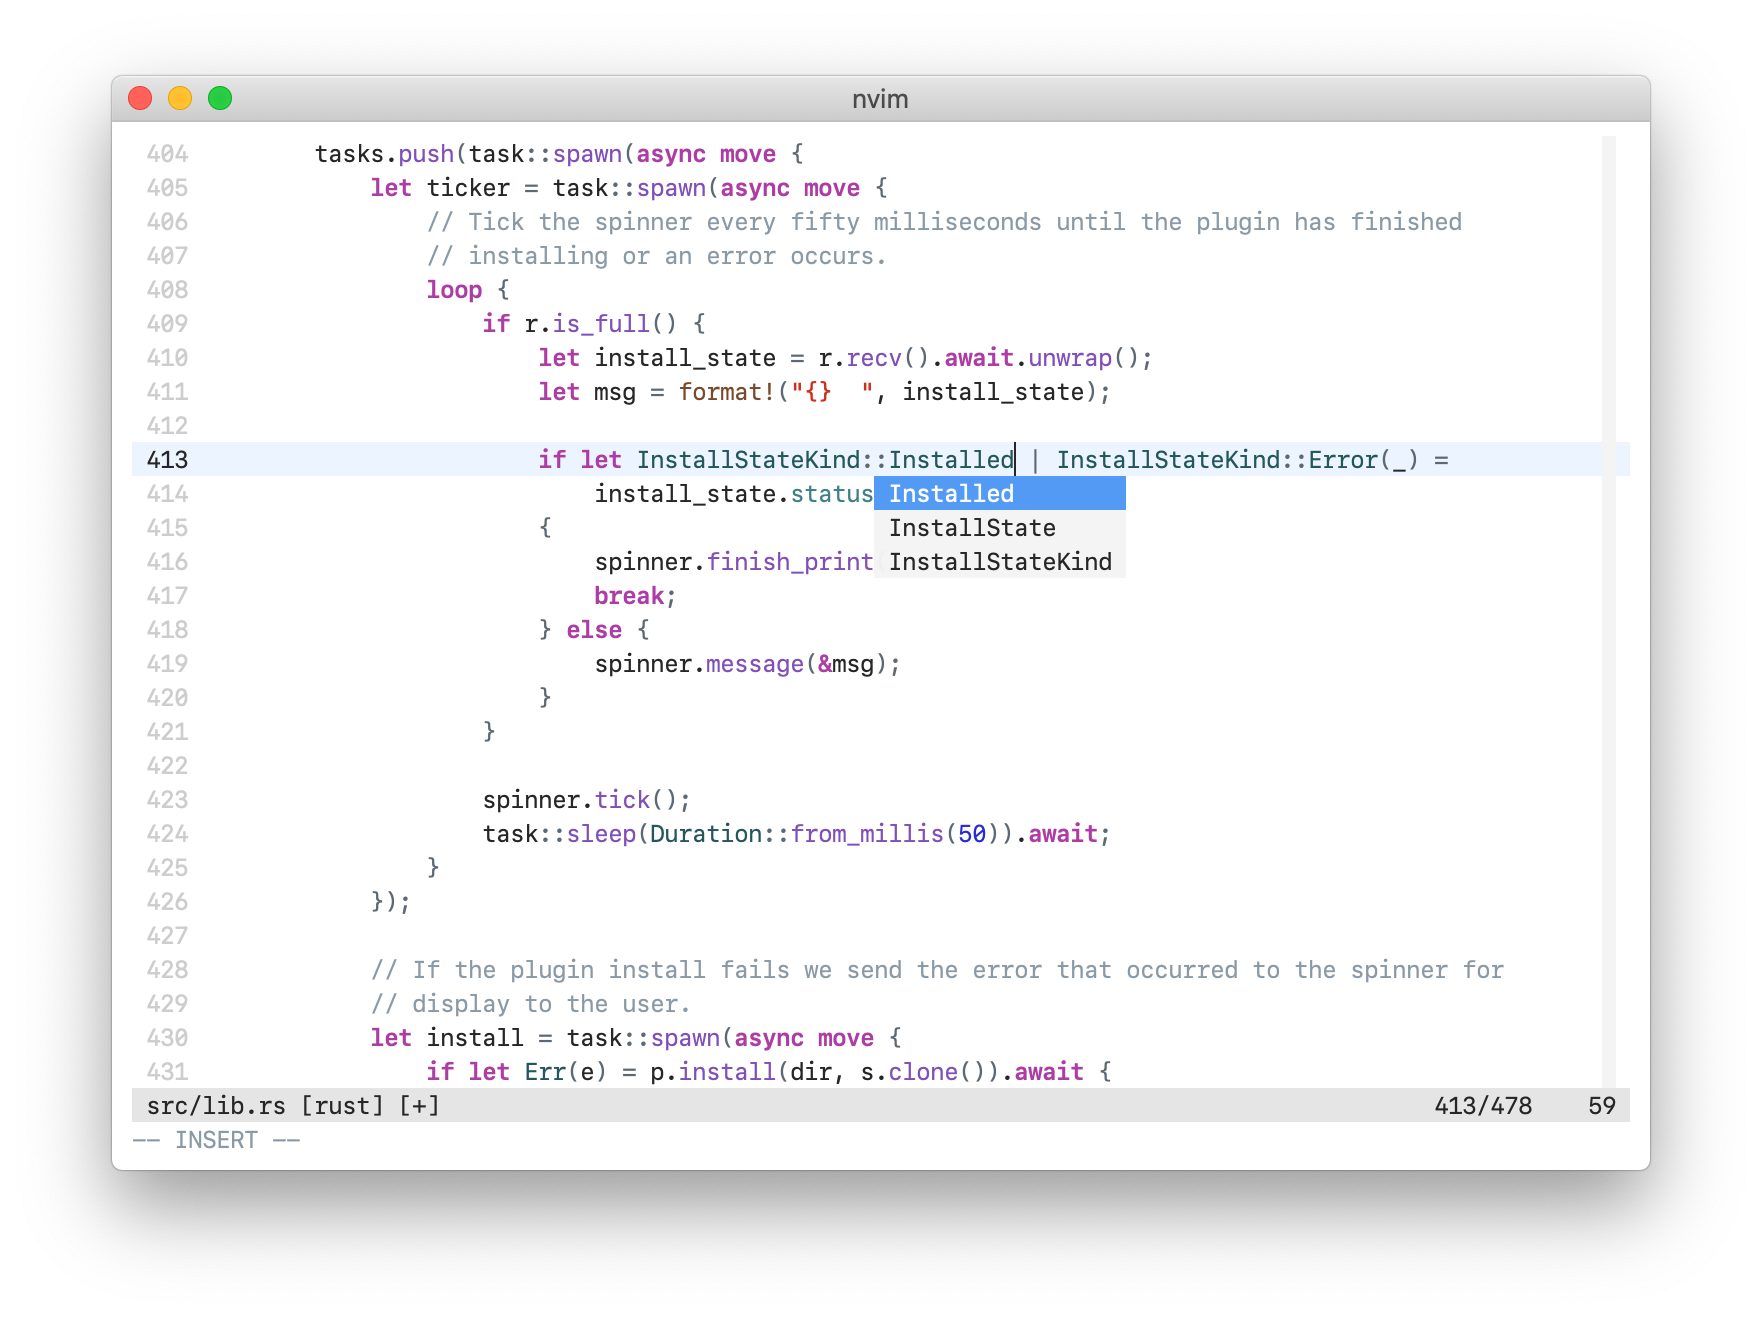 nvim
404         tasks.push(task::spawn(async move {
405             let ticker = task::spawn(async move {
406                 // Tick the spinner every fifty milliseconds until the plugin has finished
407                 // installing or an error occurs.
408                 loop {
409                     if r.is_full() {
410                         let install_state = r.recv().await.unwrap();
411                         let msg = format!("{}  ", install_state);
412
413                         if let InstallStateKind::Installed | InstallStateKind::Error(_) =
414                             install_state.status Installed
415                         { InstallState
416                             spinner.finish_print InstallStateKind
417                             break;
418                         } else {
419                             spinner.message(&msg);
420                         }
421                     }
422
423                     spinner.tick();
424                     task::sleep(Duration::from_millis(50)).await;
425                 }
426             });
427
428             // If the plugin install fails we send the error that occurred to the spinner for
429             // display to the user.
430             let install = task::spawn(async move {
431                 if let Err(e) = p.install(dir, s.clone()).await {
src/lib.rs [rust] [+] 413/478 59
-- INSERT --